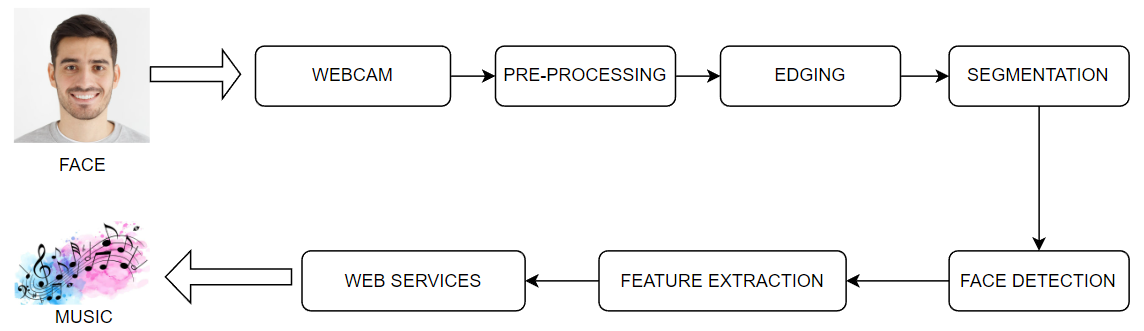 WEBCAM
PRE-PROCESSING
EDGING
SEGMENTATION
FACE
FACE DETECTION
FEATURE EXTRACTION
WEB SERVICES
MUSIC